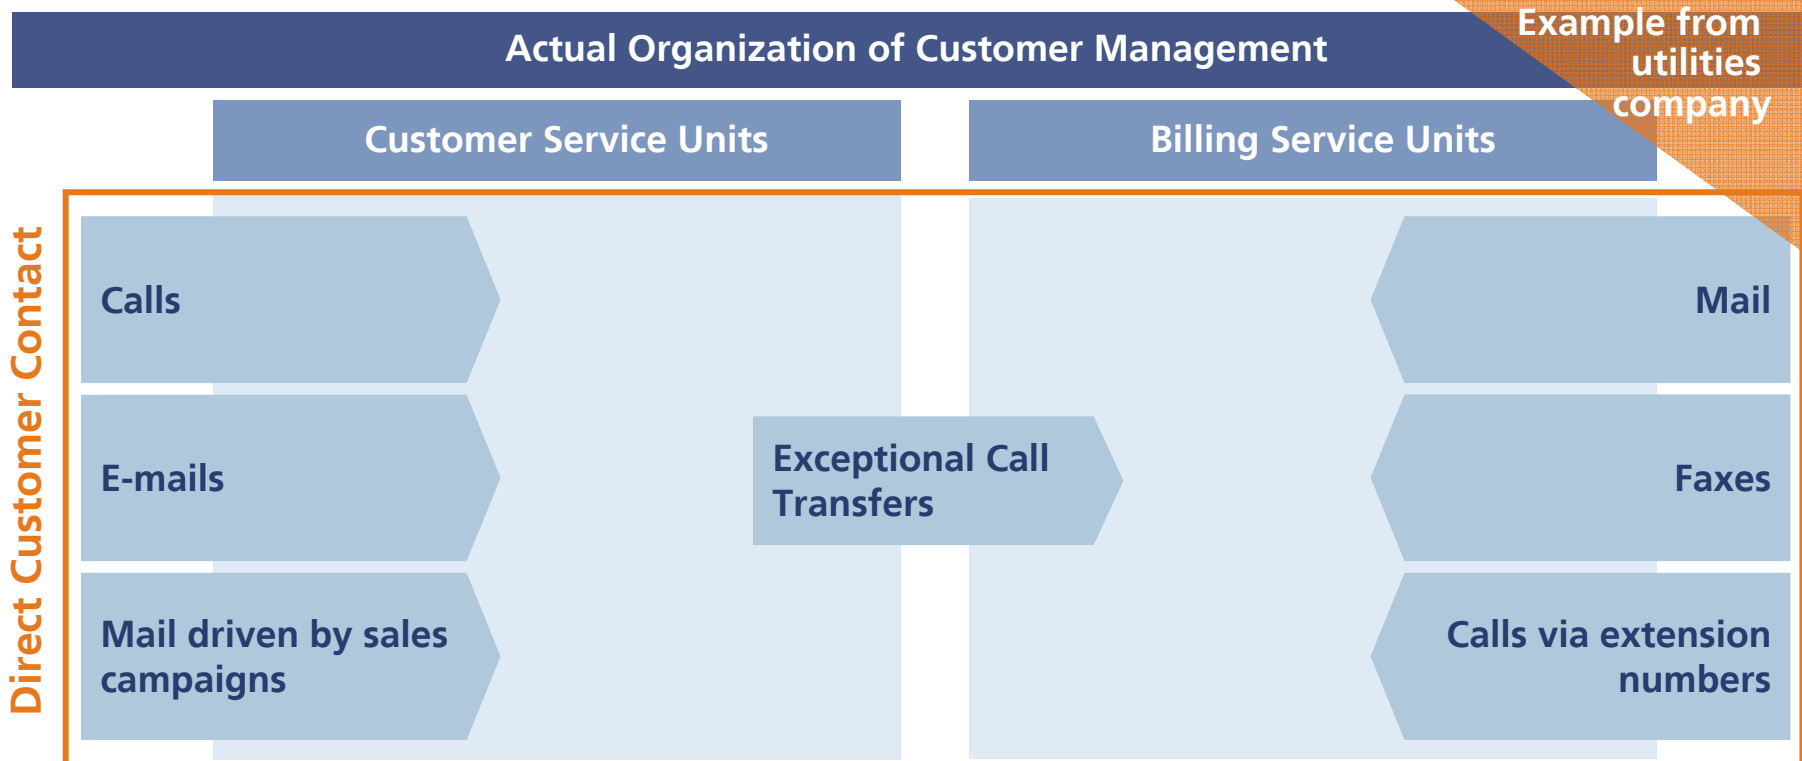 Actual Organization of Customer Management
Example from
utilities
company
Customer Service Units
Billing Service Units
Direct Customer Contact
Calls
Mail
E-mails
Exceptional Call
Transfers
Faxes
Mail driven by sales
campaigns
Calls via extension
numbers